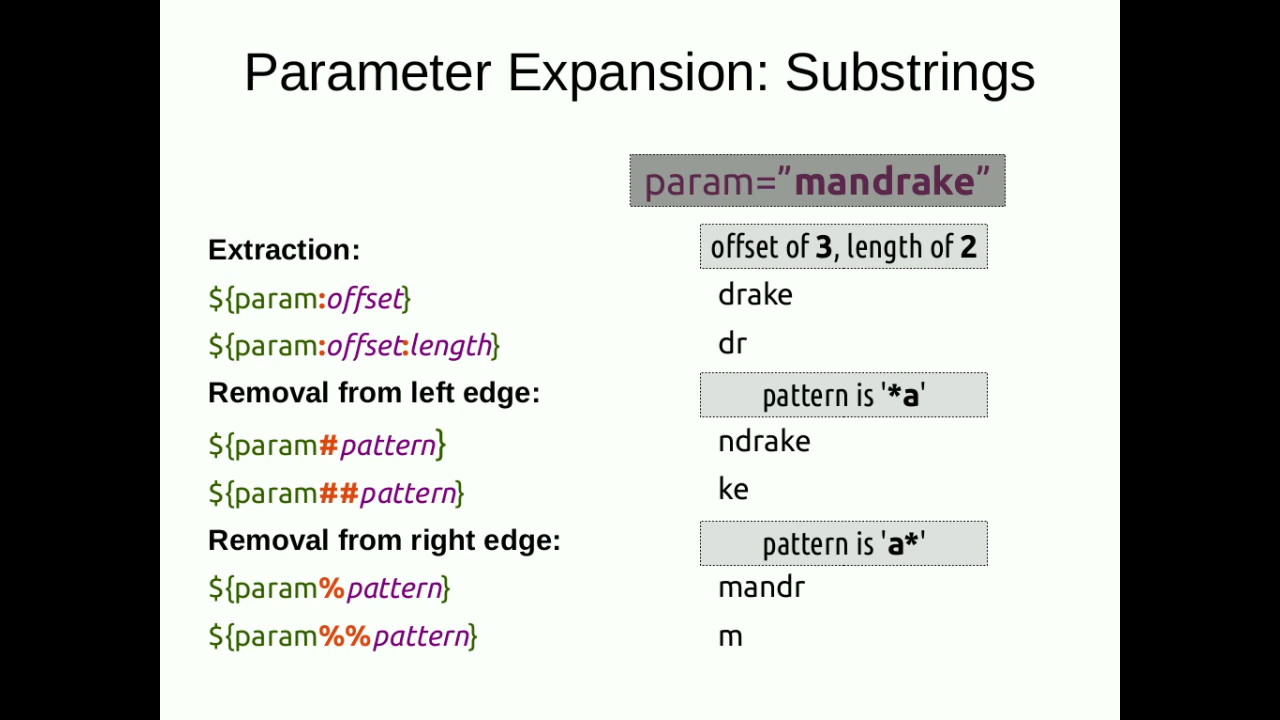 Parameter Expansion: Substrings
param=”mandrake”
Extraction:
offset of 3, length of 2
${param:offset}
drake
${param:offset:length}
dr
Removal from left edge:
pattern is '*a'
${param#pattern}
ndrake
${param##pattern}
ke
Removal from right edge:
pattern is 'a*'
${param%pattern}
mandr
${param%%pattern}
m